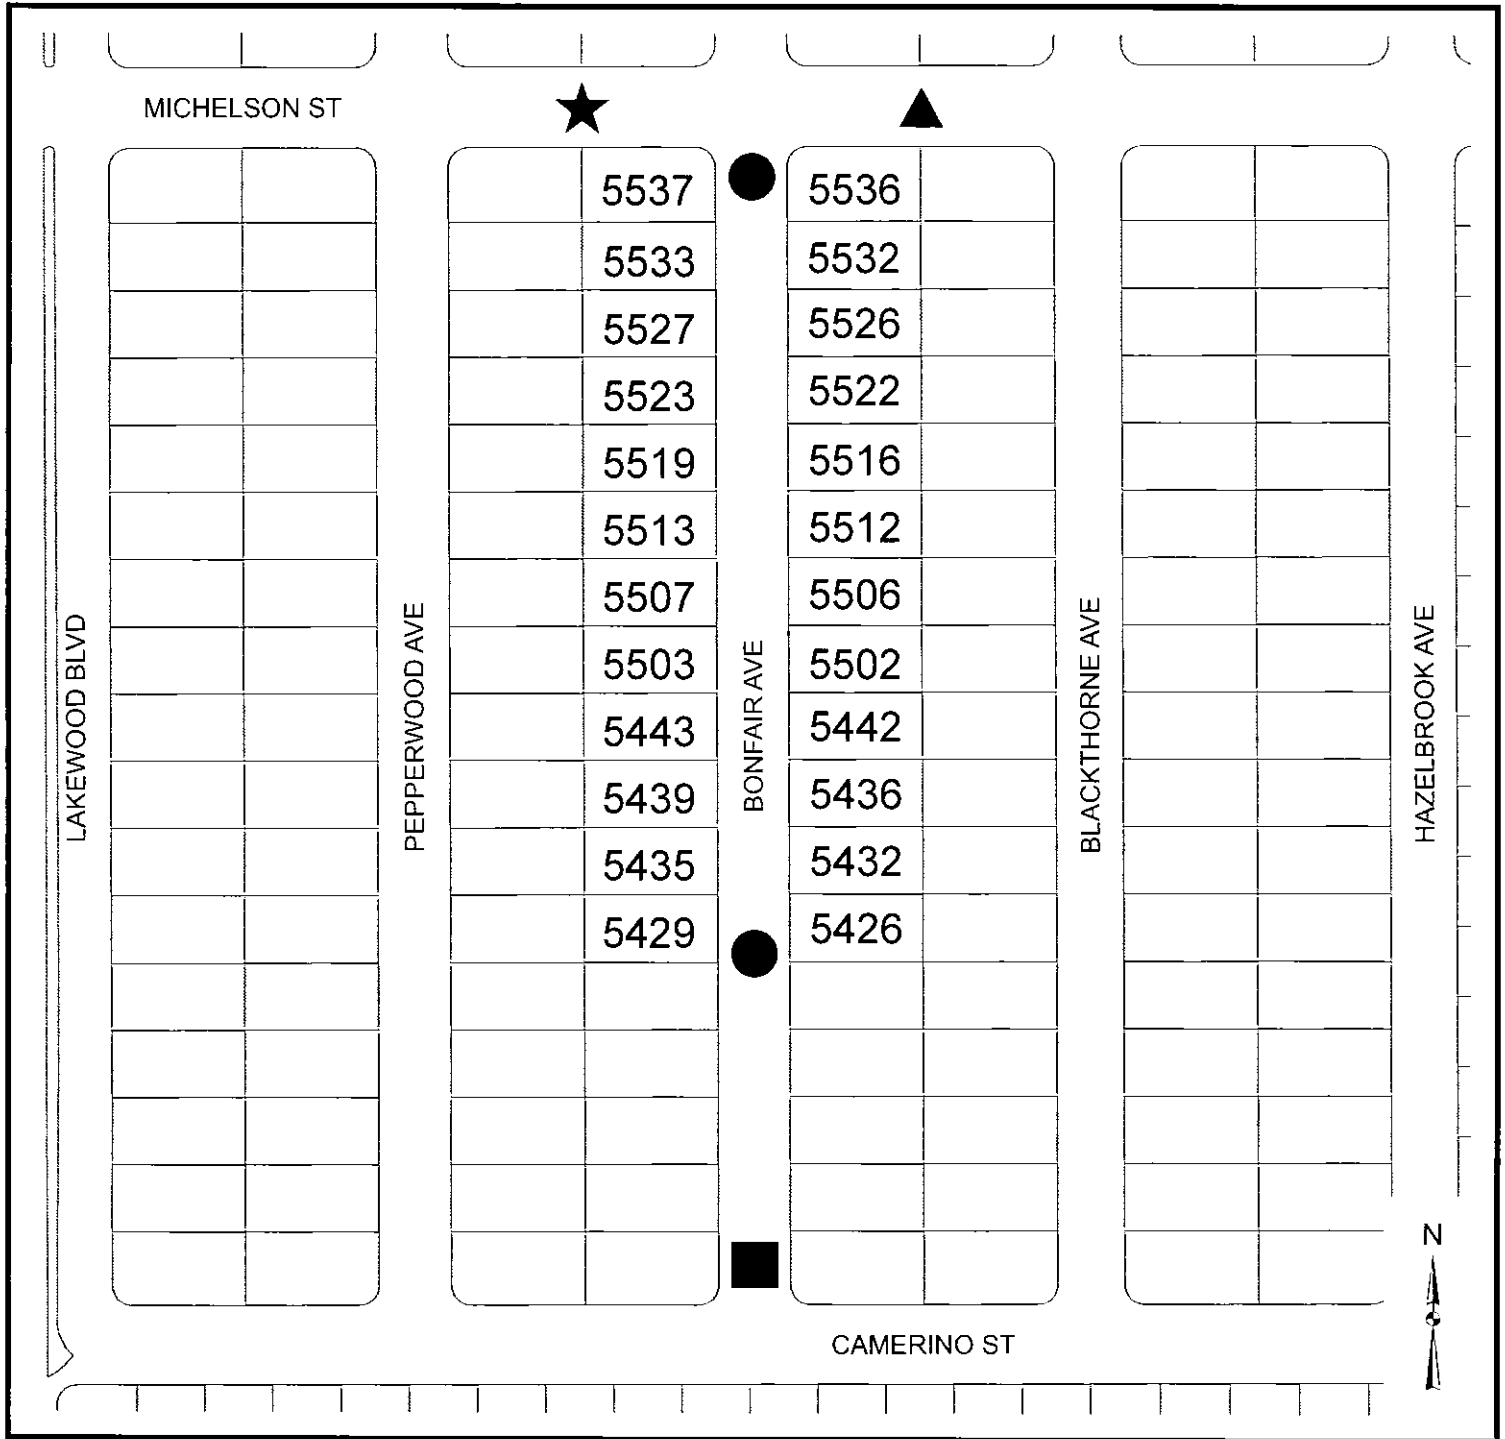 MICHELSON ST
5537 5536
5533 5532
5527 5526
5523 5522
5519 5516
5513 5512
5507 5506
5503 5502
5443 5442
5439 5436
5435 5432
5429 5426
LAKEWOOD BLVD
PEPPERWOOD AVE
BONFAIR AVE
BLACKTHORNE AVE
HAZELBROOK AVE
N
CAMERINO ST